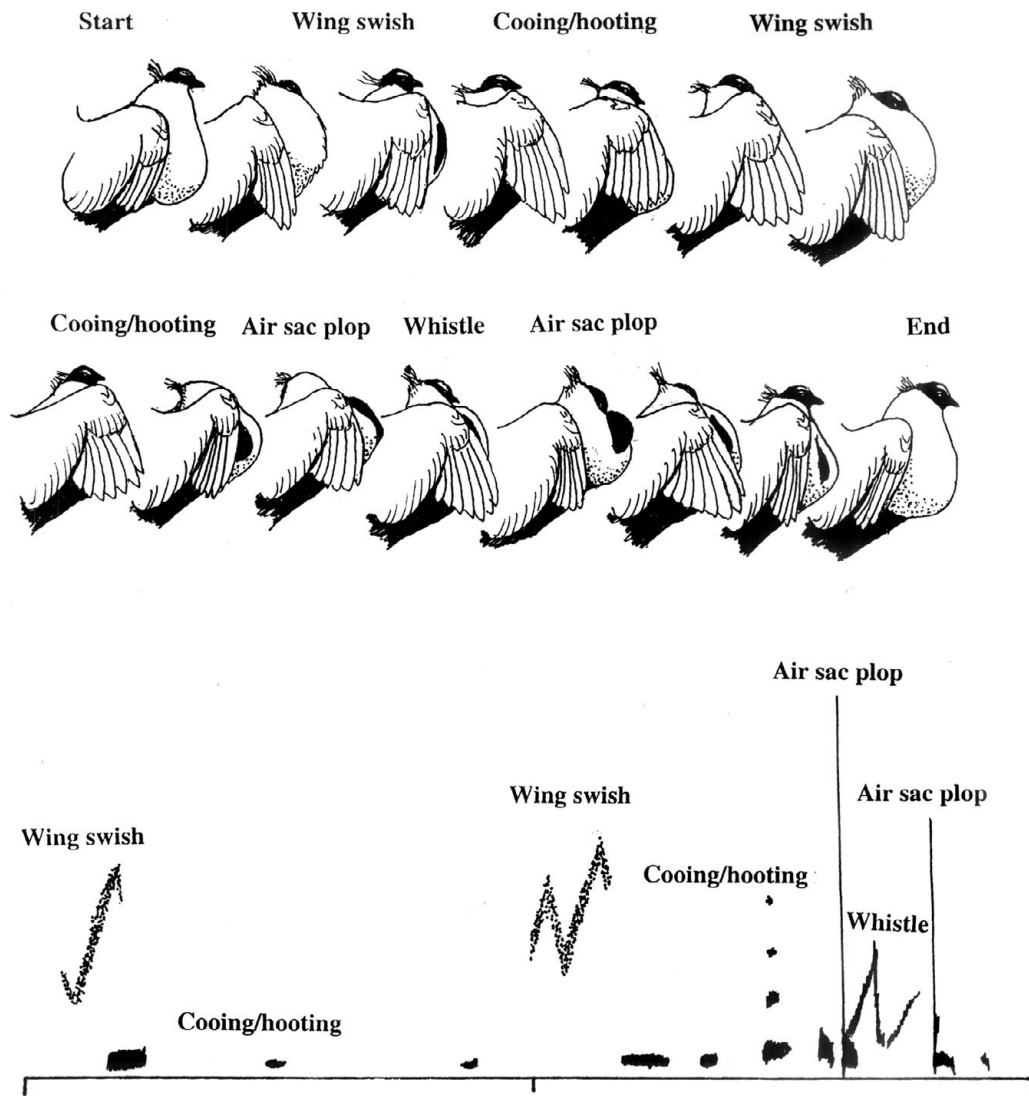 Start Wing swish Cooing/hooting Wing swish
Cooing/hooting Air sac plop Whistle Air sac plop End
Air sac plop
Wing swish
Air sac plop
Wing swish
Cooing/hooting
Whistle
Cooing/hooting